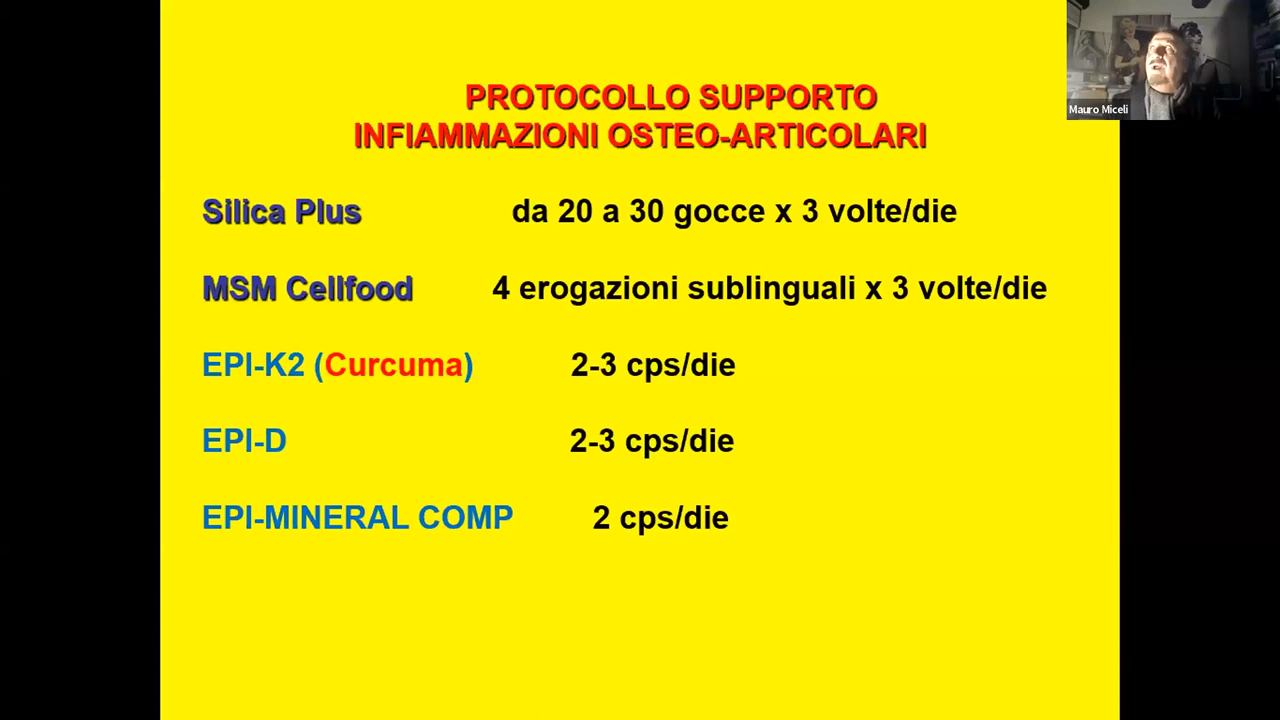 PROTOCOLLO SUPPORTO
INFIAMMAZIONI OSTEO-ARTICOLARI
Silica Plus da 20 a 30 gocce x 3 volte/die
MSM Cellfood 4 erogazioni sublinguali x 3 volte/die
EPI-K2 (Curcuma) 2-3 cps/die
EPI-D 2-3 cps/die
EPI-MINERAL COMP 2 cps/die
Mauro Miceli